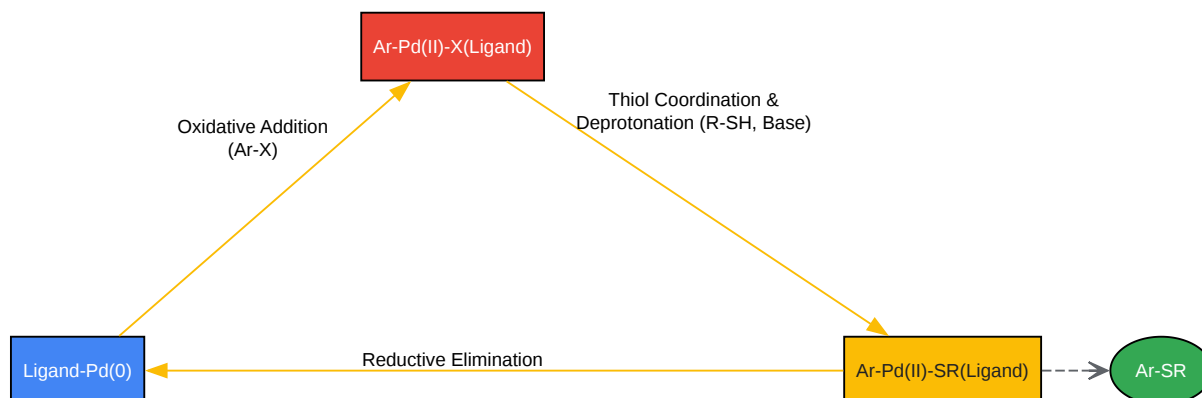 Ar-Pd(II)-X(Ligand)
Thiol Coordination &
Deprotonation (R-SH, Base)
Oxidative Addition
(Ar-X)
Reductive Elimination
Ligand-Pd(0)
Ar-Pd(II)-SR(Ligand)
Ar-SR